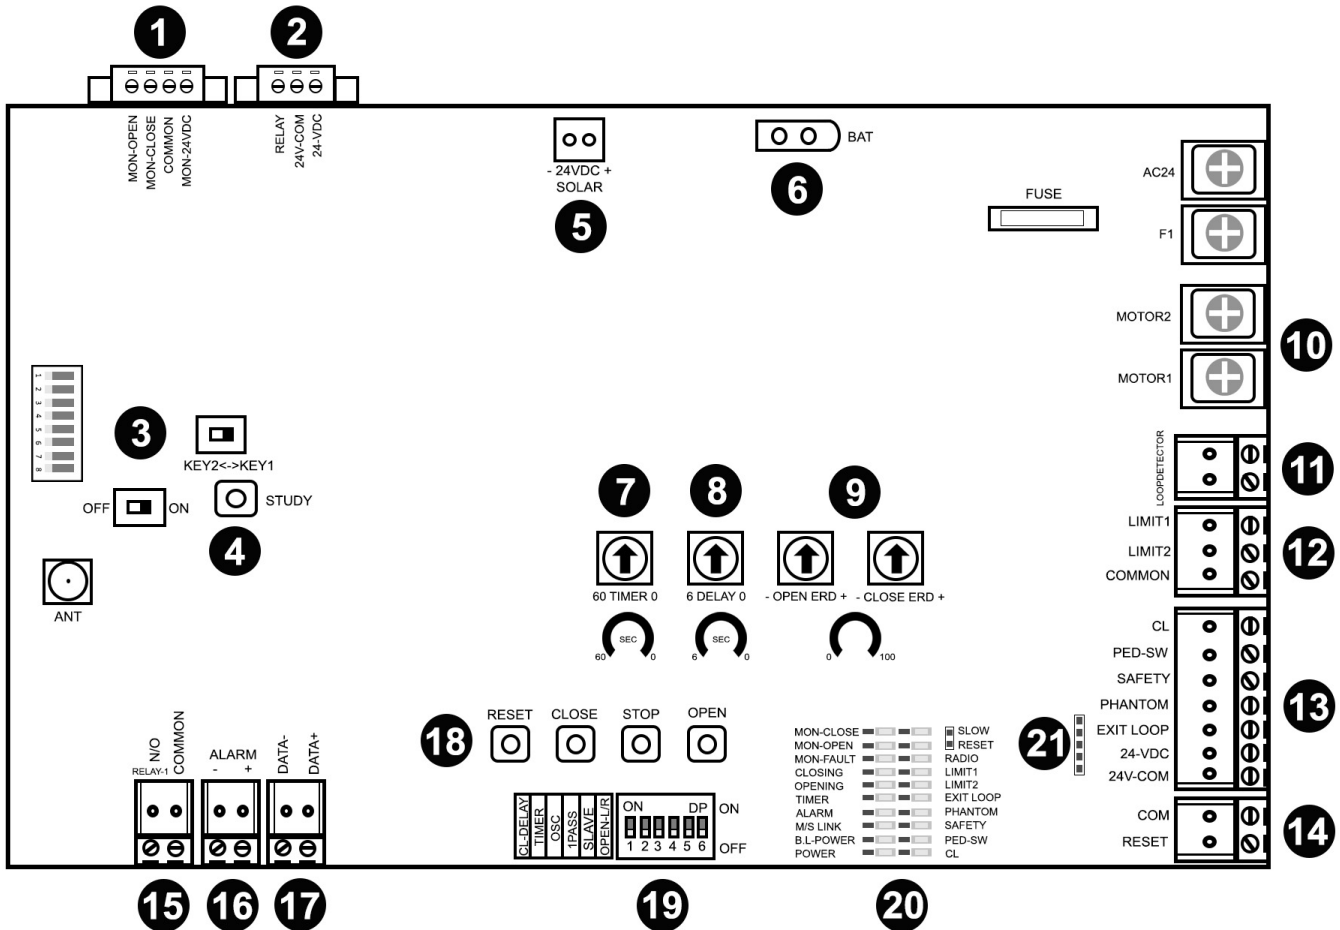 1
2
MON-OPEN
MON-CLOSE
COMMON
MON-24VDC
RELAY
24V-COM
24-VDC
- 24VDC +
SOLAR
5
BAT
6
FUSE
AC24
F1
MOTOR2
MOTOR1
10
1
2
3
4
5
6
7
8
3
KEY2<->KEY1
OFF
ON
STUDY
4
ANT
7
8
9
60 TIMER 0
6 DELAY 0
- OPEN ERD +
- CLOSE ERD +
SEC
60 0
SEC
6 0
0 100
LOOPDETECTOR
11
LIMIT1
LIMIT2
COMMON
12
CL
PED-SW
SAFETY
PHANTOM
EXIT LOOP
24-VDC
24V-COM
13
COM
RESET
14
N/O
RELAY-1
COMMON
ALARM
- +
DATA-
DATA+
15
16
17
18
RESET
CLOSE
STOP
OPEN
CL-DELAY
TIMER
OSC
1PASS
SLAVE
OPEN-L/R
ON DP
1 2 3 4 5 6
ON
OFF
19
MON-CLOSE
MON-OPEN
MON-FAULT
CLOSING
OPENING
TIMER
ALARM
M/S LINK
B.L-POWER
POWER
SLOW
RESET
RADIO
LIMIT1
LIMIT2
EXIT LOOP
PHANTOM
SAFETY
PED-SW
CL
20
21